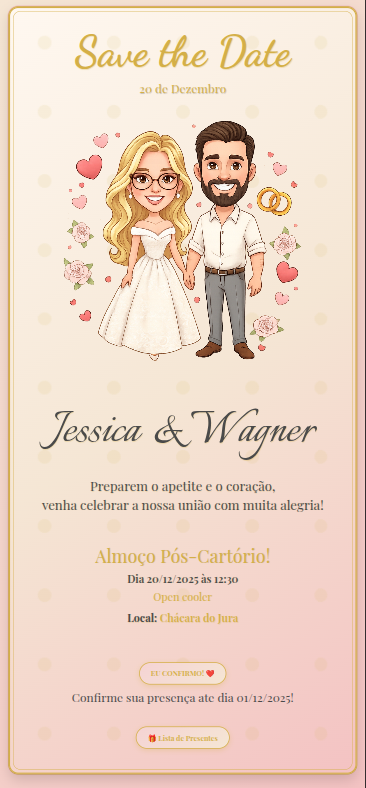 Save the Date
20 de Dezembro
Jessica & Wagner
Preparem o apetite e o coração,
venha celebrar a nossa união com muita alegria!
Almoço Pós-Cartório!
Dia 20/12/2025 às 12:30
Open cooler
Local: Chácara do Jura
EU CONFIRMO! ❤️
Confirme sua presença ate dia 01/12/2025!
🎁 Lista de Presentes